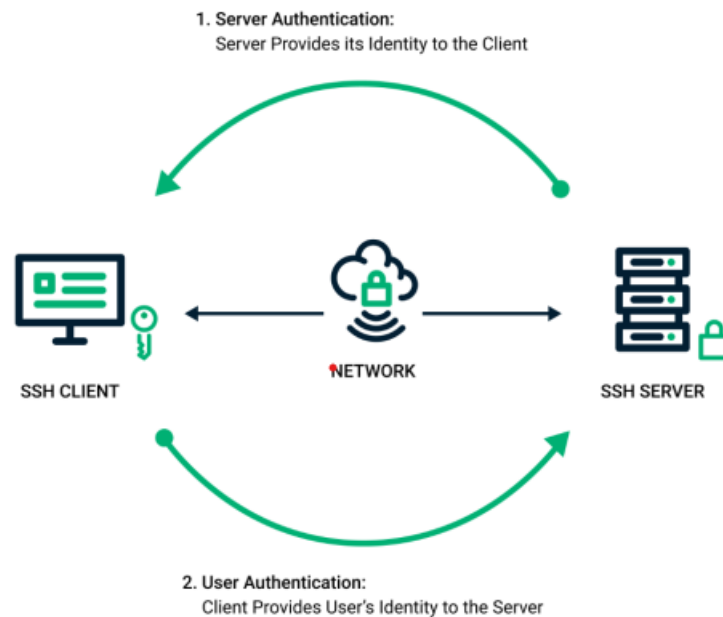 1. Server Authentication:
Server Provides its Identity to the Client
NETWORK
SSH CLIENT
SSH SERVER
2. User Authentication:
Client Provides User's Identity to the Server